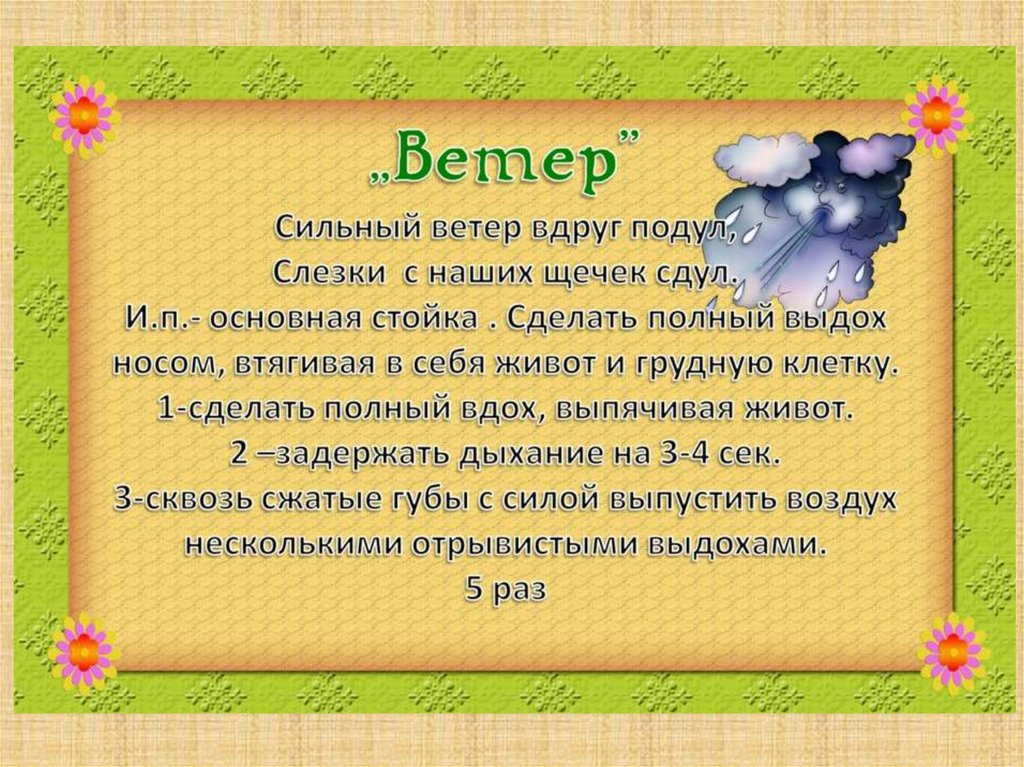 „Ветер”
Сильный ветер вдруг подул,
Слезки с наших щечек сдул.
И.п.- основная стойка . Сделать полный выдох
носом, втягивая в себя живот и грудную клетку.
1-сделать полный вдох, выпячивая живот.
2 –задержать дыхание на 3-4 сек.
3-сквозь сжатые губы с силой выпустить воздух
несколькими отрывистыми выдохами.
5 раз